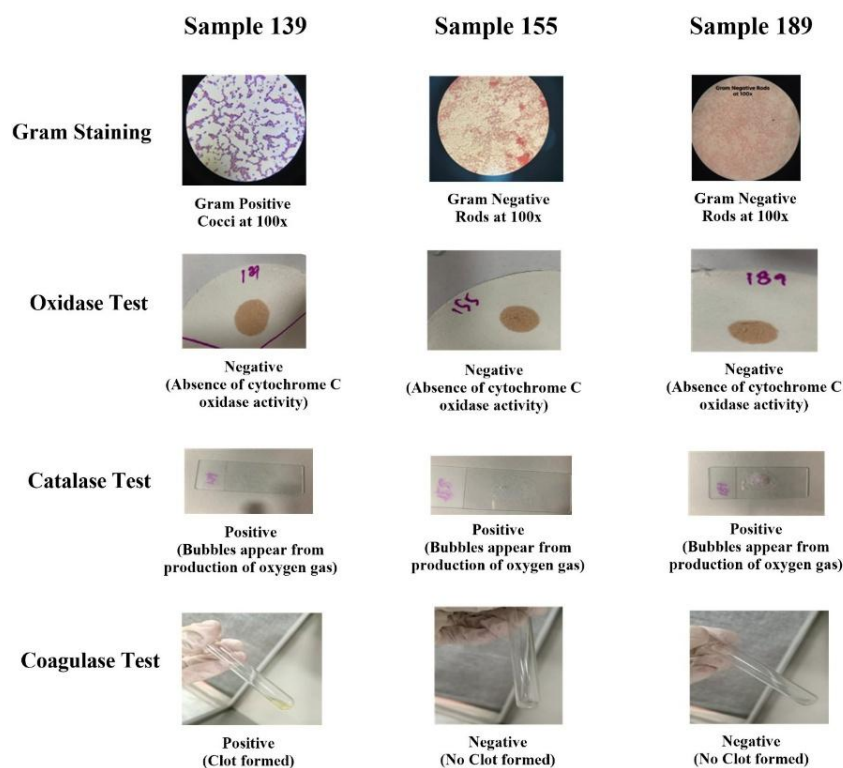 Sample 139
Sample 155
Sample 189
Gram Staining
Gram Negative Rods
at 100x
Gram Positive
Cocci at 100x
Gram Negative
Rods at 100x
Gram Negative
Rods at 100x
Oxidase Test
139
155
189
Negative
(Absence of cytochrome C
oxidase activity)
Negative
(Absence of cytochrome C
oxidase activity)
Negative
(Absence of cytochrome C
oxidase activity)
Catalase Test
Positive
(Bubbles appear from
production of oxygen gas)
Positive
(Bubbles appear from
production of oxygen gas)
Positive
(Bubbles appear from
production of oxygen gas)
Coagulase Test
Positive
(Clot formed)
Negative
(No Clot formed)
Negative
(No Clot formed)